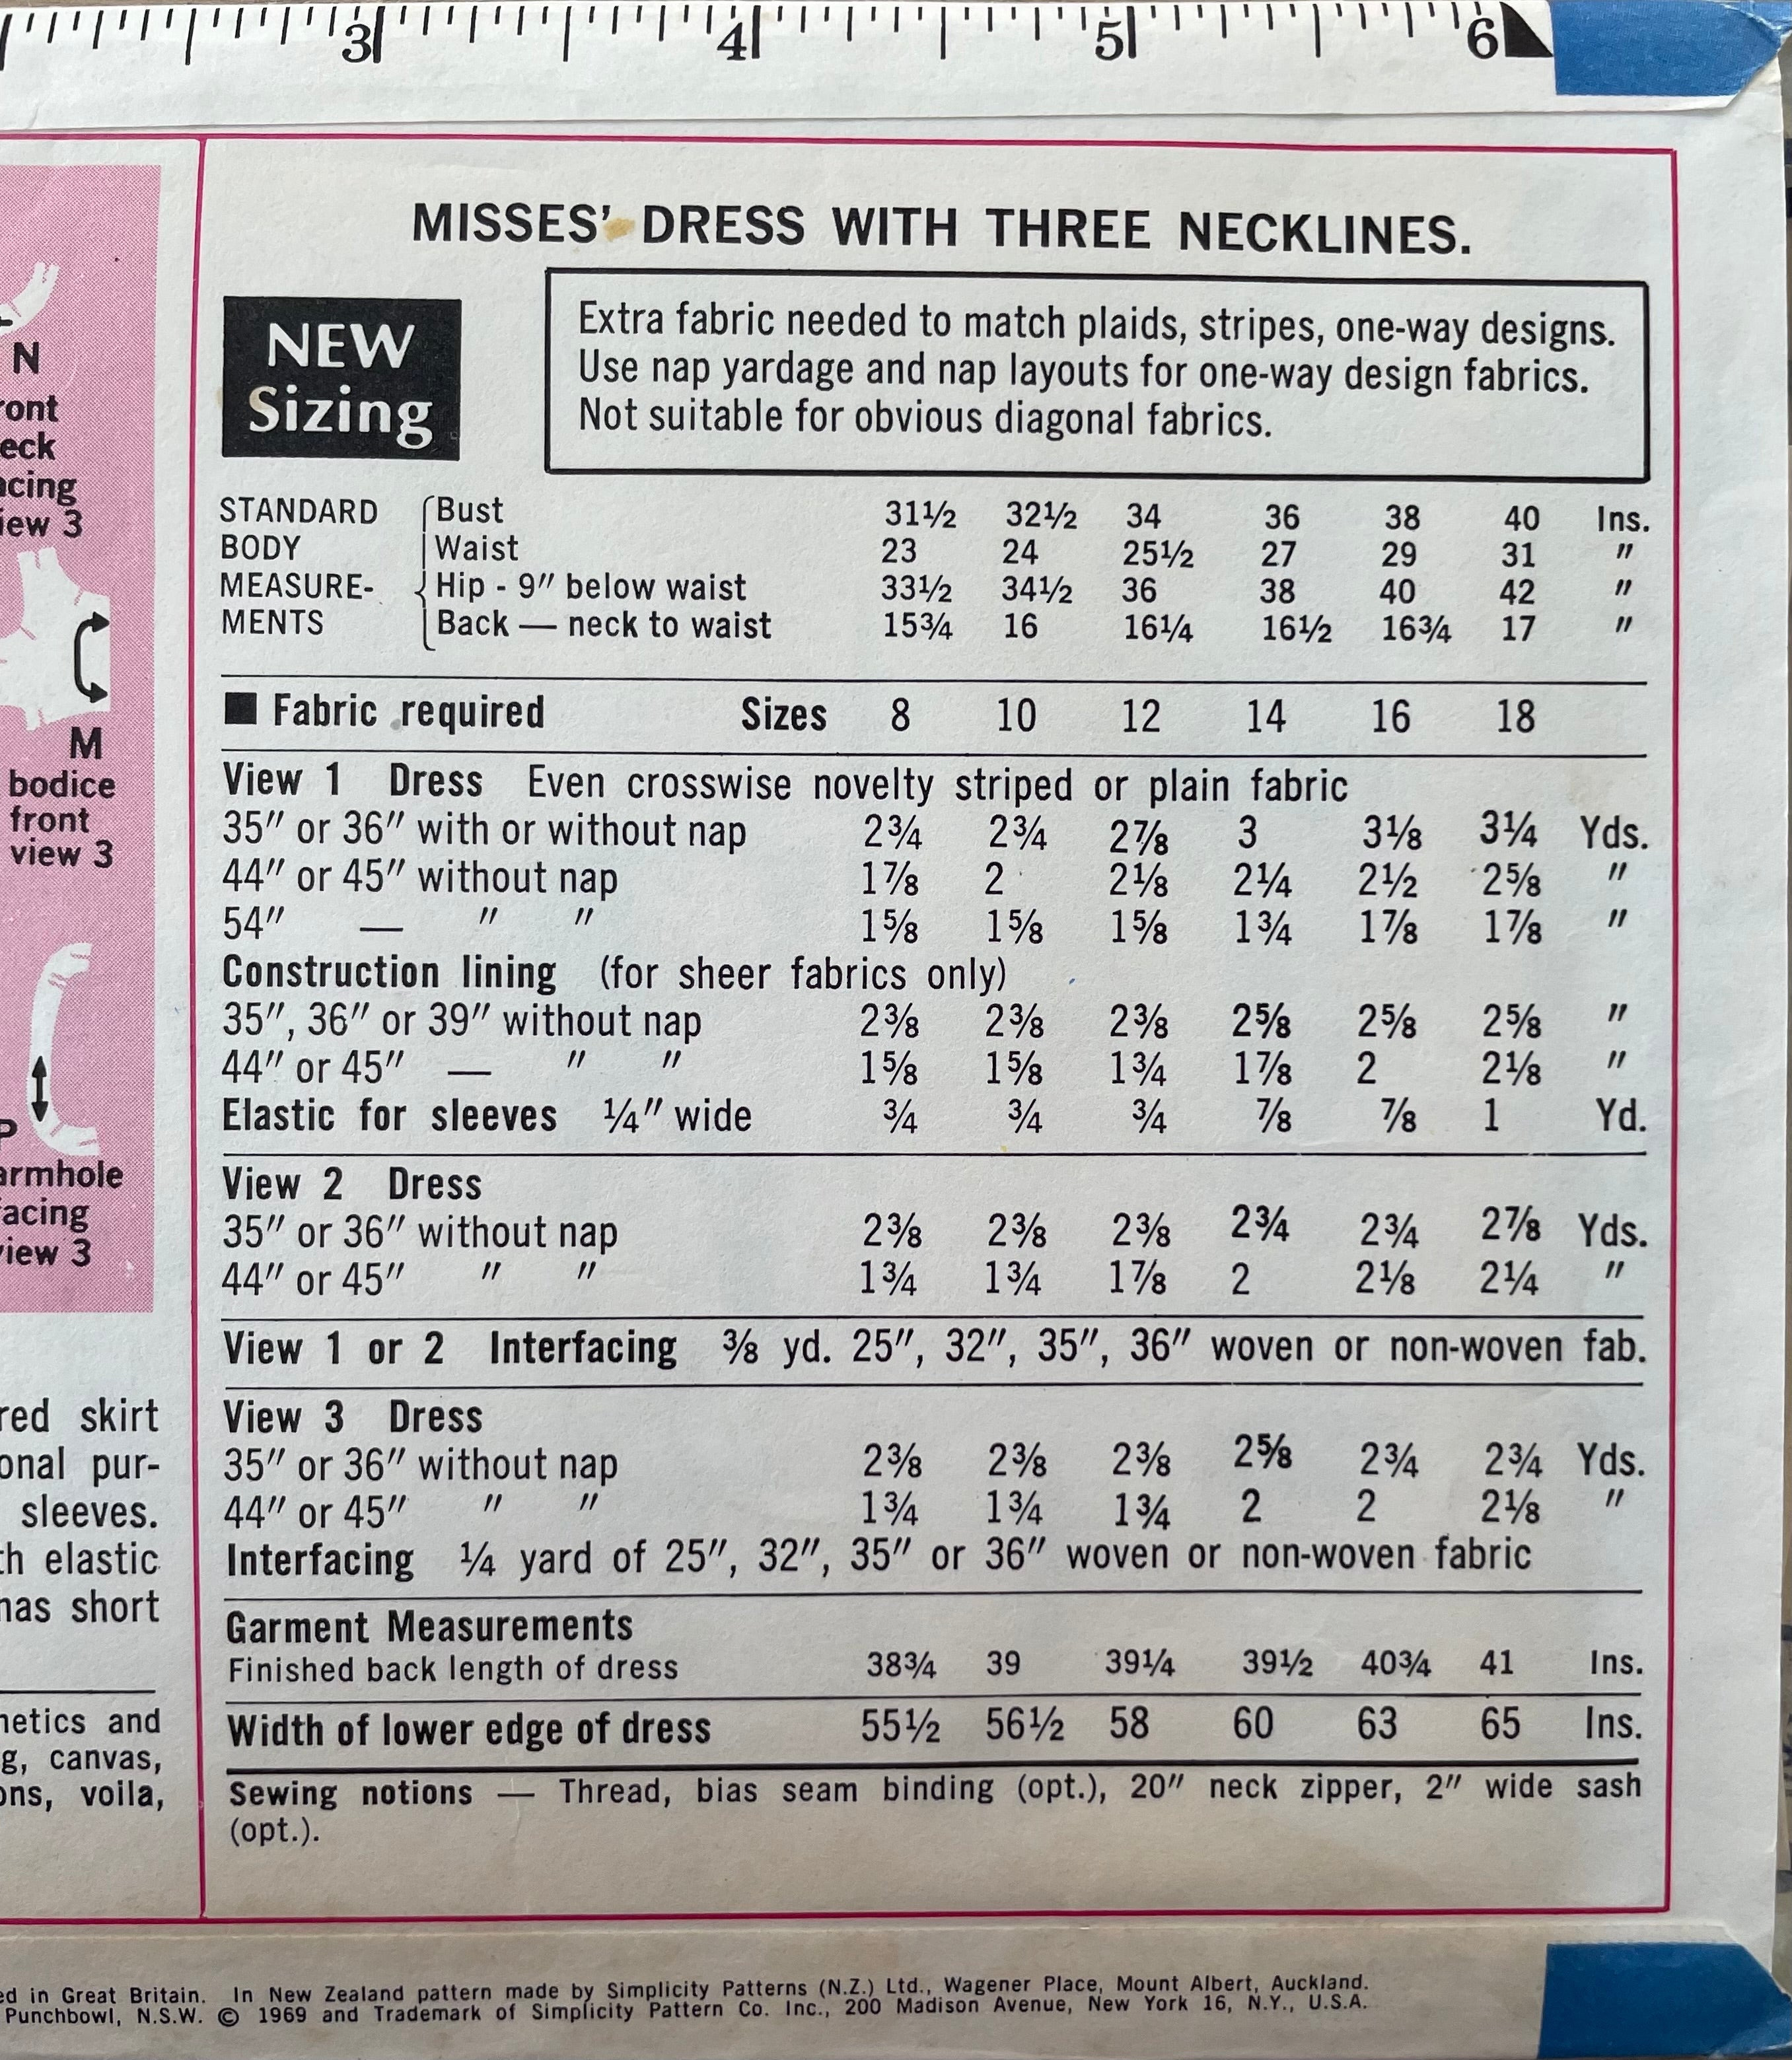 3 4 5 6
N
ront
eck
acing
iew 3
M
bodice
front
view 3
P
armhole
facing
view 3
red skirt
onal pur-
sleeves.
th elastic
has short
hetics and
g, canvas,
ons, voila,
MISSES' DRESS WITH THREE NECKLINES.
NEW
Sizing
Extra fabric needed to match plaids, stripes, one-way designs.
Use nap yardage and nap layouts for one-way design fabrics.
Not suitable for obvious diagonal fabrics.
STANDARD Bust 31½ 32½ 34 36 38 40 Ins.
BODY Waist 23 24 25½ 27 29 31 "
MEASURE- Hip - 9" below waist 33½ 34½ 36 38 40 42 "
MENTS Back — neck to waist 15¾ 16 16¼ 16½ 16¾ 17 "
■ Fabric required Sizes 8 10 12 14 16 18
View 1 Dress Even crosswise novelty striped or plain fabric
35" or 36" with or without nap 2¾ 2¾ 2⅞ 3 3⅛ 3¼ Yds.
44" or 45" without nap 1⅞ 2 2⅛ 2¼ 2½ 2⅝ "
54" — " " 1⅝ 1⅝ 1⅝ 1¾ 1⅞ 1⅞ "
Construction lining (for sheer fabrics only)
35", 36" or 39" without nap 2⅜ 2⅜ 2⅜ 2⅝ 2⅝ 2⅝ "
44" or 45" — " " 1⅝ 1⅝ 1¾ 1⅞ 2 2⅛ "
Elastic for sleeves ¼" wide ¾ ¾ ¾ ⅞ ⅞ 1 Yd.
View 2 Dress
35" or 36" without nap 2⅜ 2⅜ 2⅜ 2¾ 2¾ 2⅞ Yds.
44" or 45" " " 1¾ 1¾ 1⅞ 2 2⅛ 2¼ "
View 1 or 2 Interfacing ⅜ yd. 25", 32", 35", 36" woven or non-woven fab.
View 3 Dress
35" or 36" without nap 2⅜ 2⅜ 2⅜ 2⅝ 2¾ 2¾ Yds.
44" or 45" " " 1¾ 1¾ 1¾ 2 2 2⅛ "
Interfacing ¼ yard of 25", 32", 35" or 36" woven or non-woven fabric
Garment Measurements
Finished back length of dress 38¾ 39 39¼ 39½ 40¾ 41 Ins.
Width of lower edge of dress 55½ 56½ 58 60 63 65 Ins.
Sewing notions — Thread, bias seam binding (opt.), 20" neck zipper, 2" wide sash
(opt.).
ed in Great Britain. In New Zealand pattern made by Simplicity Patterns (N.Z.) Ltd., Wagener Place, Mount Albert, Auckland.
Punchbowl, N.S.W. © 1969 and Trademark of Simplicity Pattern Co. Inc., 200 Madison Avenue, New York 16, N.Y., U.S.A.